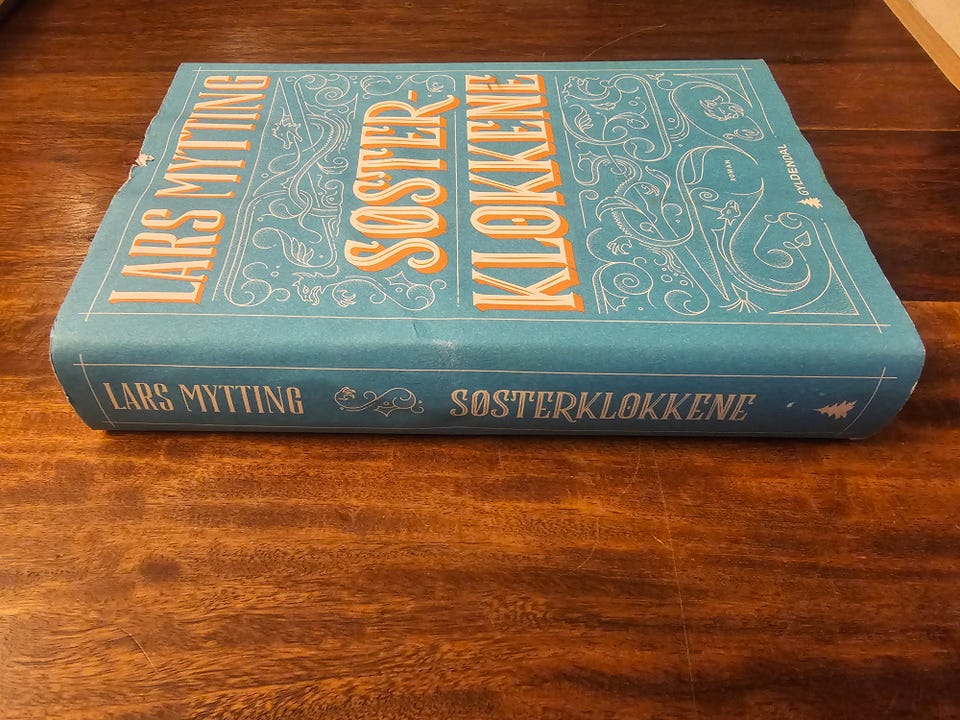 LARS MYTTING
SØSTER-
KLOKKENE
ROMAN
GYLDENDAL
LARS MYTTING
SØSTERKLOKKENE